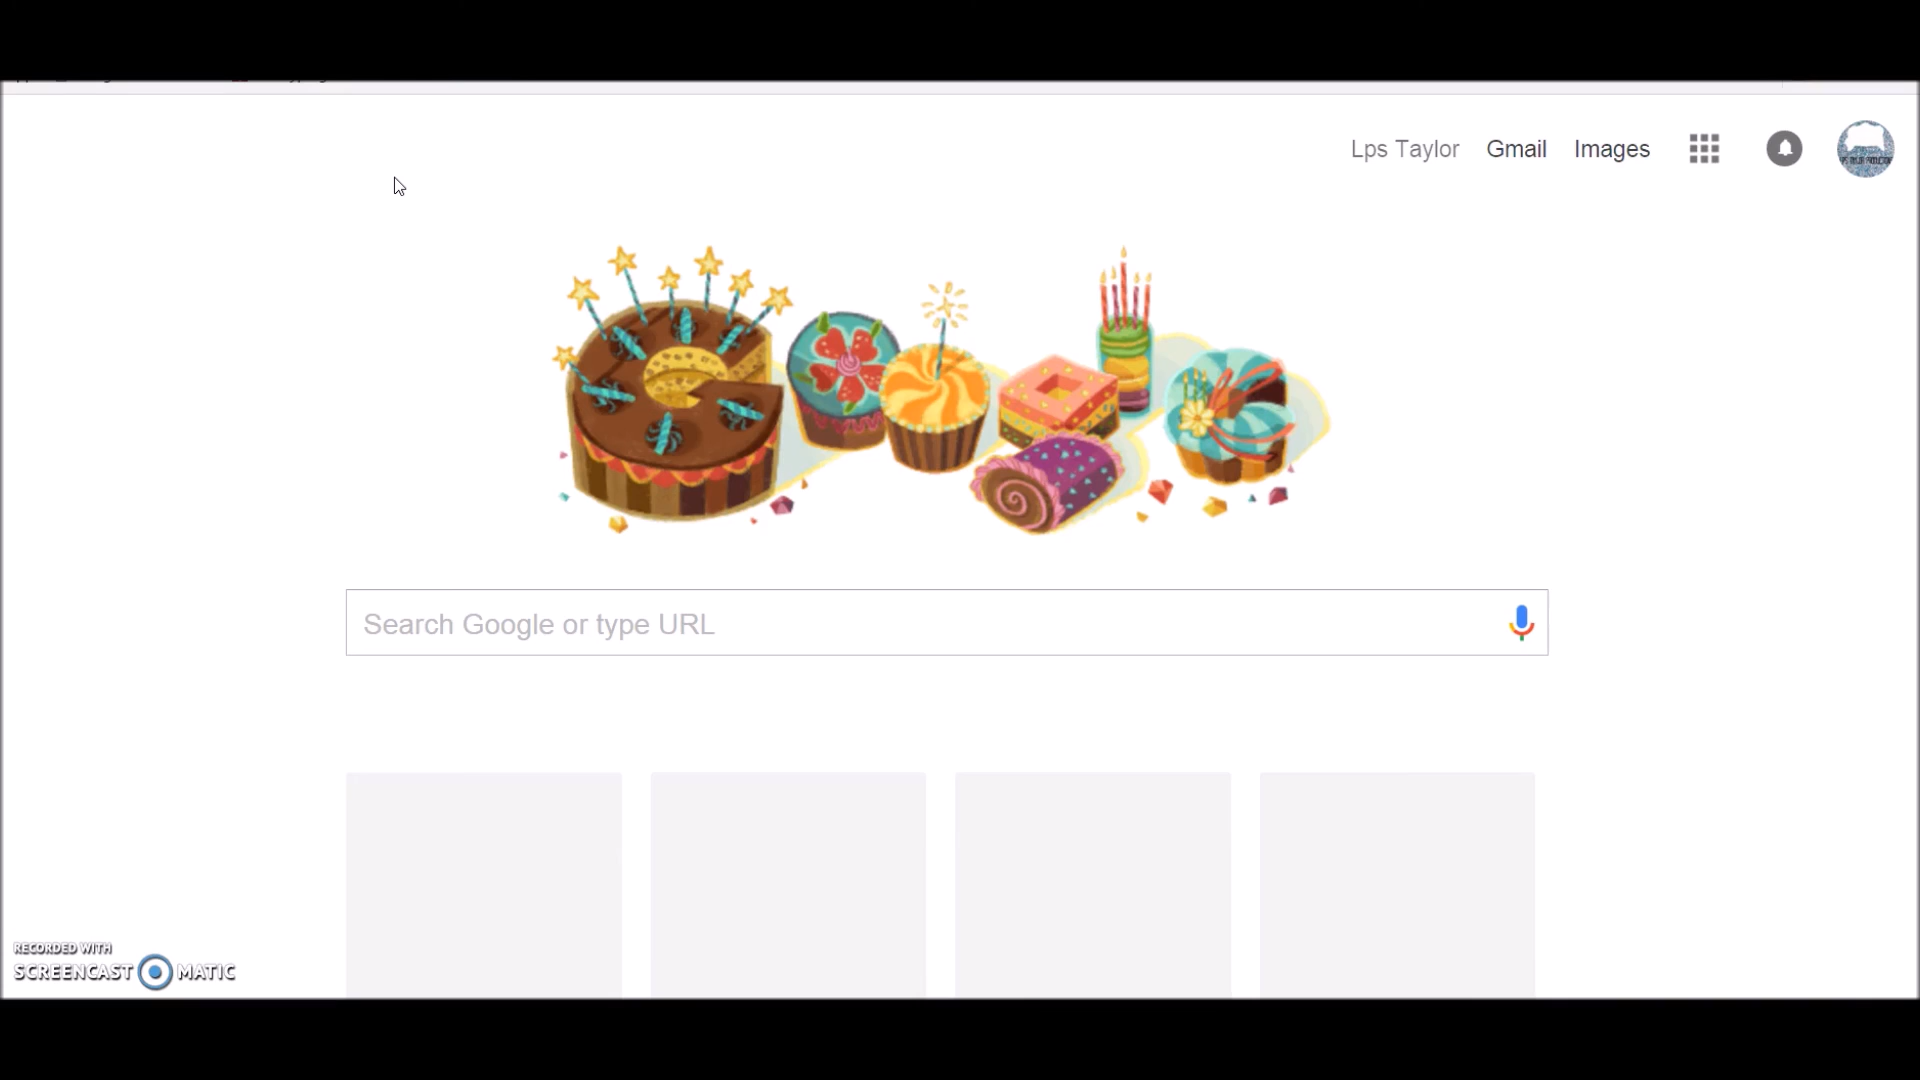 Lps Taylor Gmail Images
Search Google or type URL
RECORDED WITH
SCREENCAST MATIC